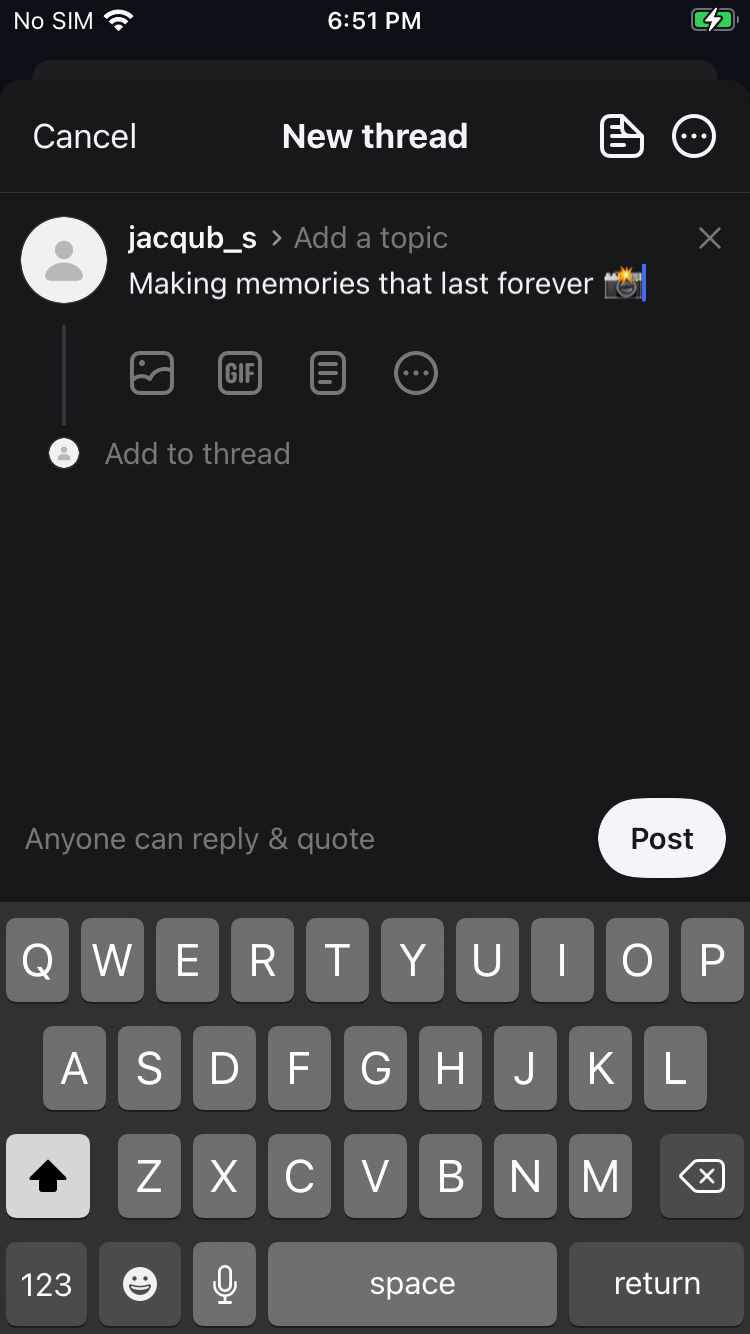 No SIM 6:51 PM
Cancel New thread
jacqub_s > Add a topic
Making memories that last forever 📸
GIF
Add to thread
Anyone can reply & quote Post
Q W E R T Y U I O P
A S D F G H J K L
Z X C V B N M
123 space return